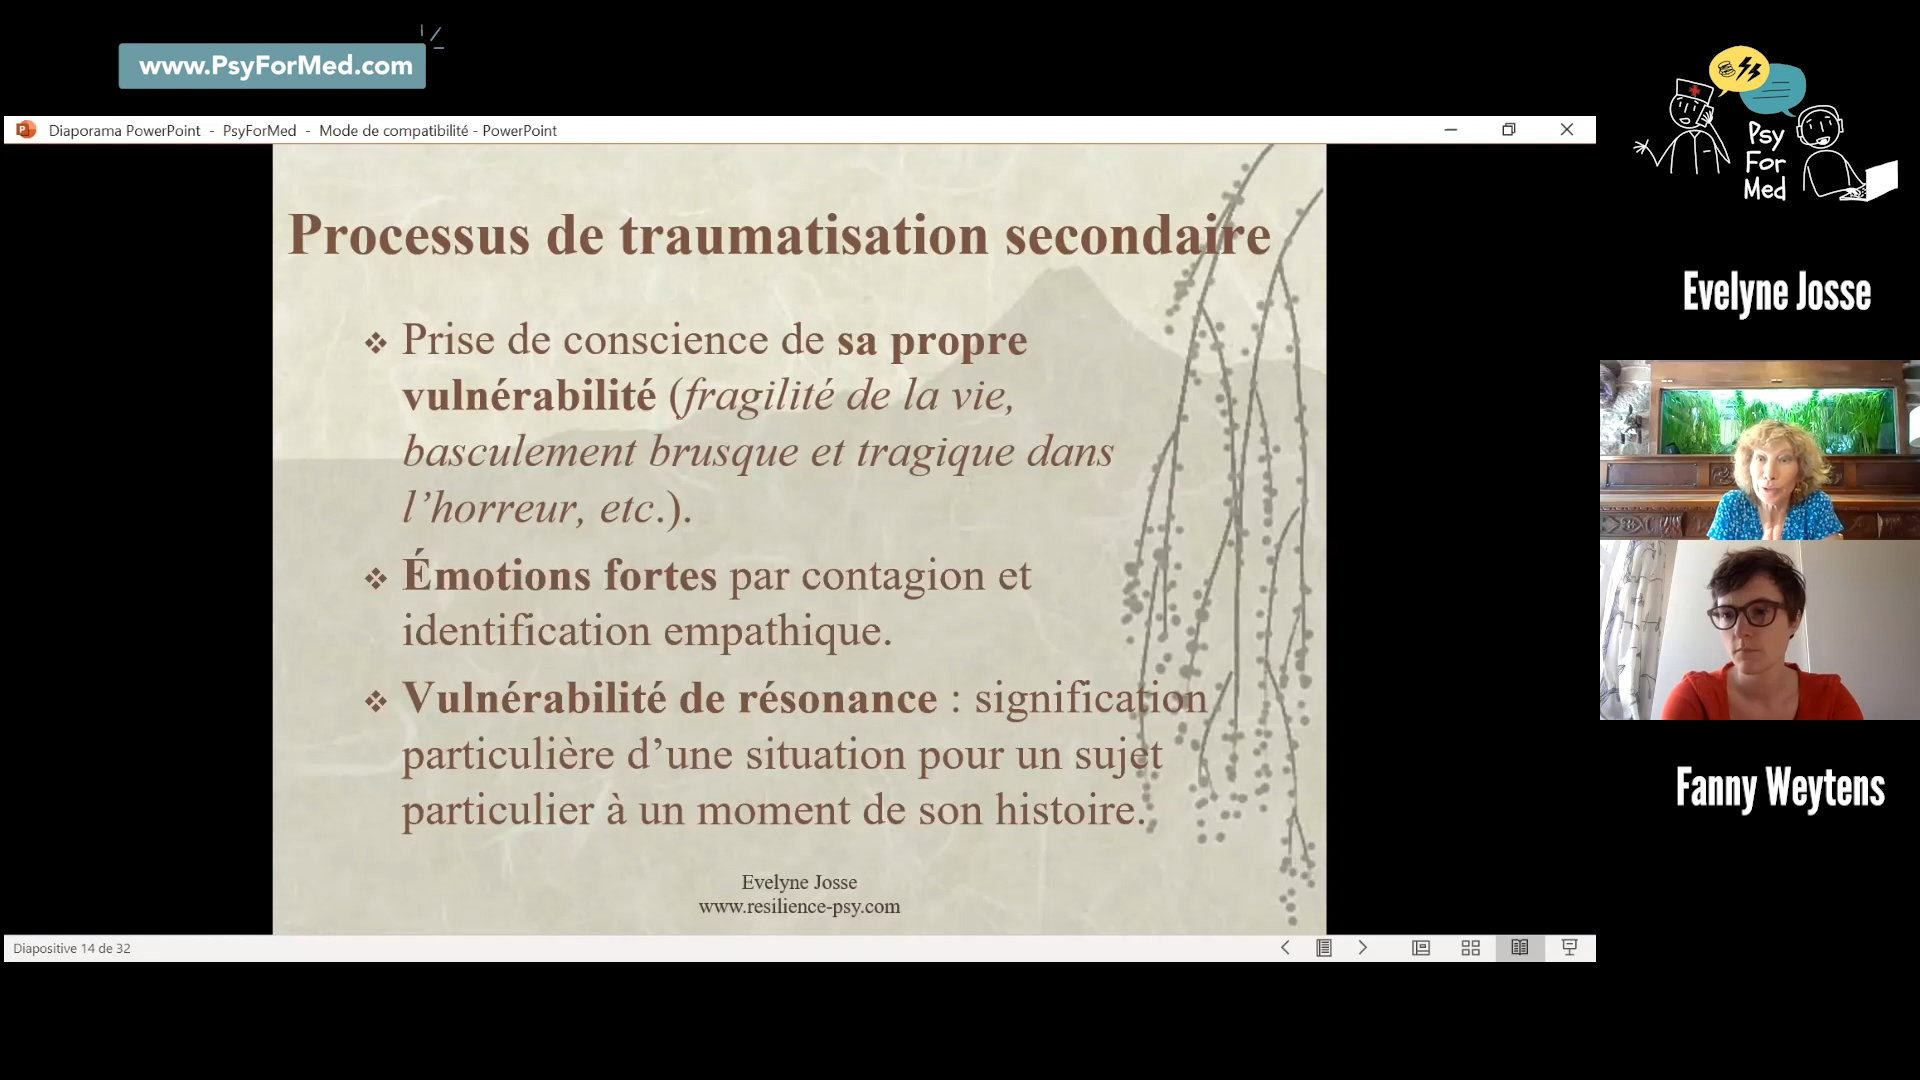 www.PsyForMed.com
Diaporama PowerPoint - PsyForMed - Mode de compatibilité - PowerPoint
Psy
For
Med
Processus de traumatisation secondaire
❖ Prise de conscience de sa propre
vulnérabilité (fragilité de la vie,
basculement brusque et tragique dans
l’horreur, etc.).
❖ Émotions fortes par contagion et
identification empathique.
❖ Vulnérabilité de résonance : signification
particulière d’une situation pour un sujet
particulier à un moment de son histoire.
Evelyne Josse
www.resilience-psy.com
Diapositive 14 de 32
Evelyne Josse
Fanny Weytens